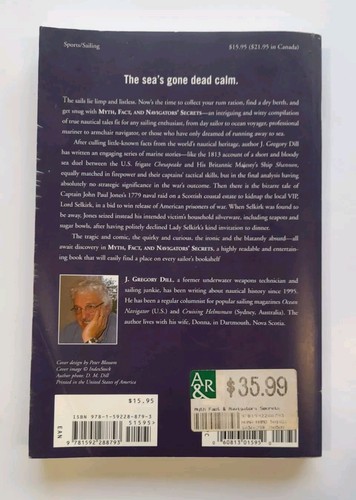 Sports/Sailing
$15.95 ($21.95 in Canada)
The sea's gone dead calm.
The sails lie limp and listless. Now's the time to collect your rum ration, find a dry berth, and
get snug with MYTH, FACT, AND NAVIGATORS' SECRETS—an intriguing and witty compilation
of true nautical tales fit for any sailing enthusiast, from day sailor to ocean voyager, professional
mariner to armchair navigator, or those who have only dreamed of running away to sea.
After culling little-known facts from the world's nautical heritage, author J. Gregory Dill
has written an engaging series of marine stories—like the 1813 account of a short and bloody
sea duel between the U.S. frigate Chesapeake and His Britannic Majesty's Ship Shannon,
equally matched in firepower and their captains' tactical skills, but in the final analysis having
absolutely no strategic significance in the war's outcome. Then there is the bizarre tale of
Captain John Paul Jones's 1779 naval raid on a Scottish coastal estate to kidnap the local VIP,
Lord Selkirk, in a bid to win release of American prisoners of war. When Selkirk was found to
be away, Jones seized instead his intended victim's household silverware, including teapots and
sugar bowls, after having politely declined Lady Selkirk's kind invitation to dinner.
The tragic and comic, the quirky and curious, the ironic and the blatantly absurd—all
await discovery in MYTH, FACT, AND NAVIGATORS' SECRETS, a highly readable and entertain-
ing book that will easily find a place on every sailor's bookshelf
J. GREGORY DILL, a former underwater weapons technician and
sailing junkie, has been writing about nautical history since 1995.
He has been a regular columnist for popular sailing magazines Ocean
Navigator (U.S.) and Cruising Helmsman (Sydney, Australia). The
author lives with his wife, Donna, in Dartmouth, Nova Scotia.
Cover design by Peter Blaiwas
Cover image © IndexStock
Author photo: D. M. Dill
Printed in the United States of America
$15.95
ISBN 978-1-59228-879-3
51595
EAN
9 781592 288793
A&R
$35.99
Myth Fact & Navigators Secrets